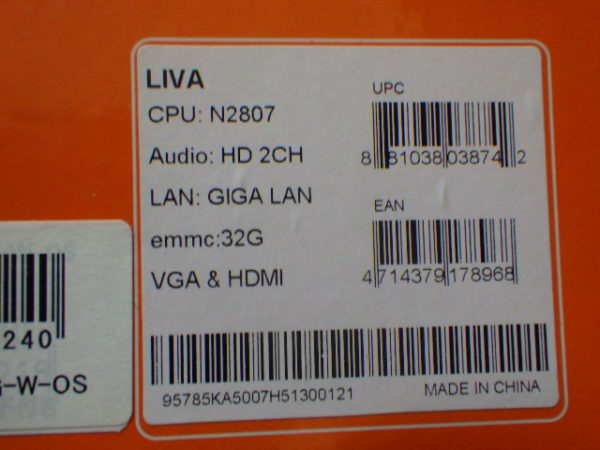 LIVA
CPU: N2807
Audio: HD 2CH
LAN: GIGA LAN
emmc:32G
VGA & HDMI
UPC
8 81038 03874 2
EAN
4 714379 178968
95785KA5007H51300121
MADE IN CHINA
240
-W-OS